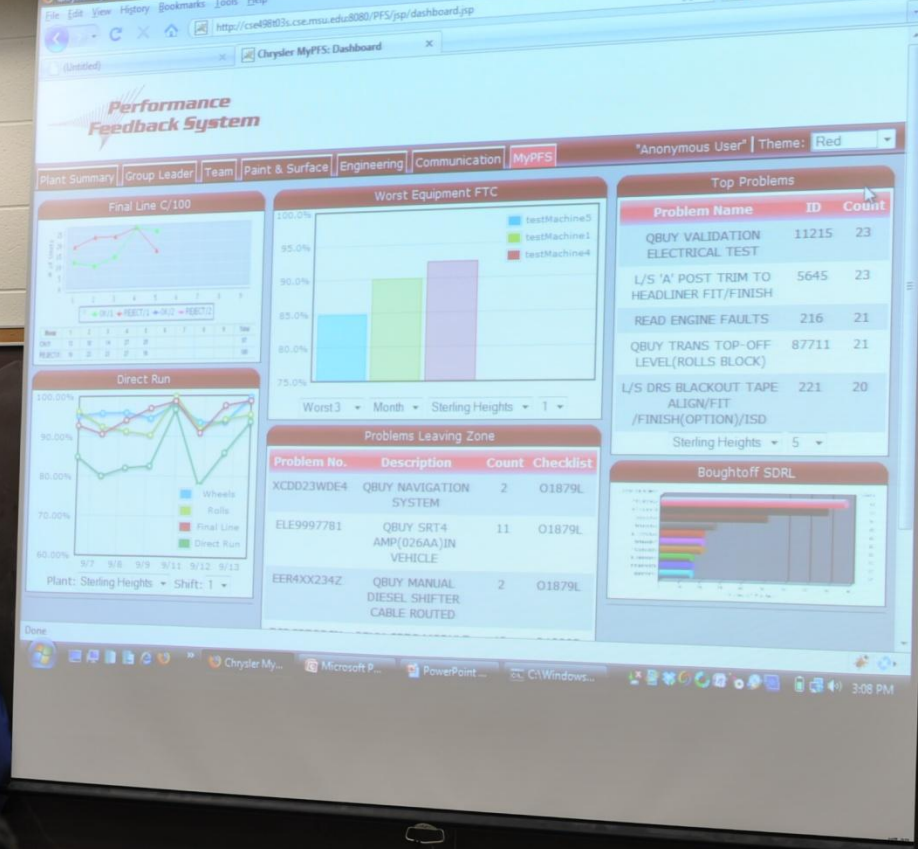 File Edit View History Bookmarks Tools Help
http://cse498t03s.cse.msu.edu:8080/PFS/jsp/dashboard.jsp
(Untitled)
Chrysler MyPFS: Dashboard
Performance
Feedback System
"Anonymous User" | Theme: Red
Plant Summary Group Leader Team Paint & Surface Engineering Communication MyPFS
Final Line C/100
Direct Run
100.00%
90.00%
80.00%
70.00%
60.00%
Wheels
Rolls
Final Line
Direct Run
9/7 9/8 9/9 9/11 9/12 9/13
Plant: Sterling Heights Shift: 1
Worst Equipment FTC
100.0%
95.0%
90.0%
85.0%
80.0%
75.0%
testMachine5
testMachine1
testMachine4
Worst3 Month Sterling Heights 1
Problems Leaving Zone
Problem No. Description Count Checklist
XCDD23WDE4 QBUY NAVIGATION 2 O1879L
SYSTEM
ELE9997781 QBUY SRT4 11 O1879L
AMP(026AA)IN
VEHICLE
EER4XX234Z QBUY MANUAL 2 O1879L
DIESEL SHIFTER
CABLE ROUTED
Top Problems
Problem Name ID Count
QBUY VALIDATION 11215 23
ELECTRICAL TEST
L/S 'A' POST TRIM TO 5645 23
HEADLINER FIT/FINISH
READ ENGINE FAULTS 216 21
QBUY TRANS TOP-OFF 87711 21
LEVEL(ROLLS BLOCK)
L/S DRS BLACKOUT TAPE 221 20
ALIGN/FIT
/FINISH(OPTION)/ISD
Sterling Heights 5
Boughtoff SDRL
Done
Chrysler My... Microsoft P... PowerPoint ... C:\Windows... 3:08 PM